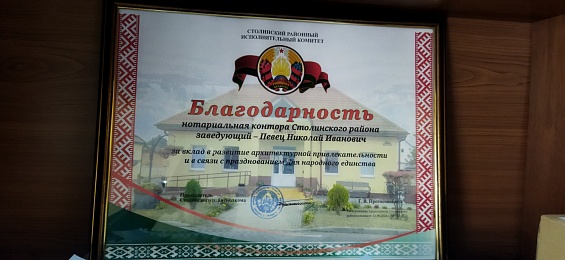 СТОЛИНСКИЙ РАЙОННЫЙ
ИСПОЛНИТЕЛЬНЫЙ КОМИТЕТ
Благодарность
нотариальная контора Столинского района
заведующий – Певец Николай Иванович
за вклад в развитие архитектурной привлекательности
и в связи с празднованием Дня народного единства
Председатель